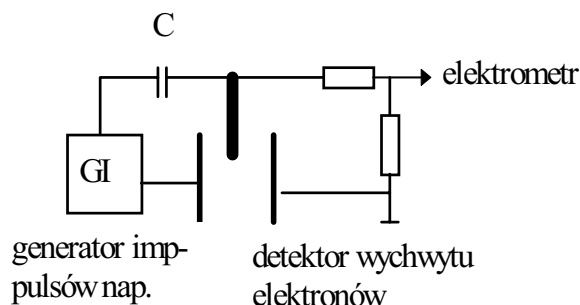 C
elektrometr
GI
generator imp-
pulsów nap.
detektor wychwytu
elektronów